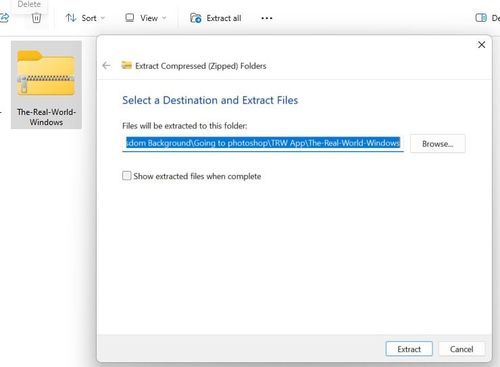 Delete
Sort
View
Extract all
De
The-Real-World-
Windows
Extract Compressed (Zipped) Folders
Select a Destination and Extract Files
Files will be extracted to this folder:
sdom Background\Going to photoshop\TRW App\The-Real-World-Windows
Browse...
Show extracted files when complete
Extract
Cancel